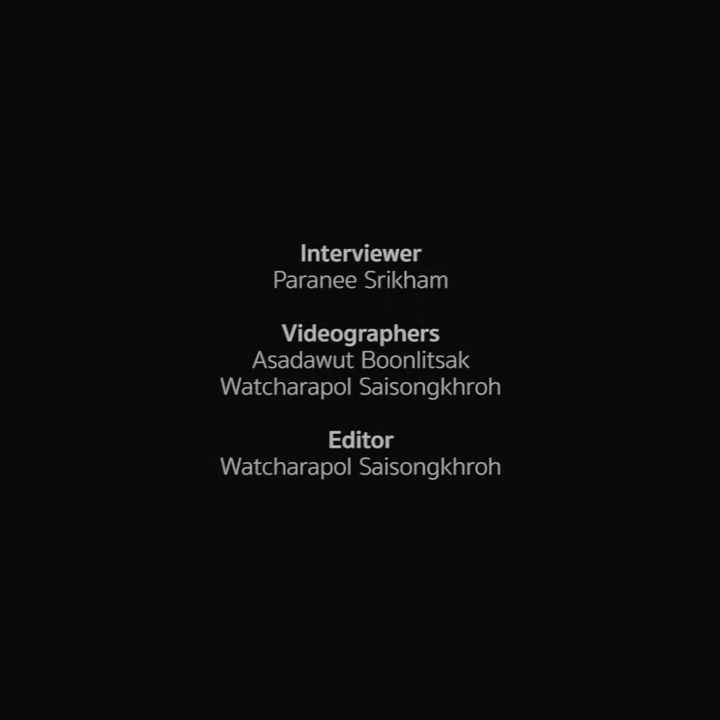 Interviewer
Paranee Srikham
Videographers
Asadawut Boonlitsak
Watcharapol Saisongkhroh
Editor
Watcharapol Saisongkhroh